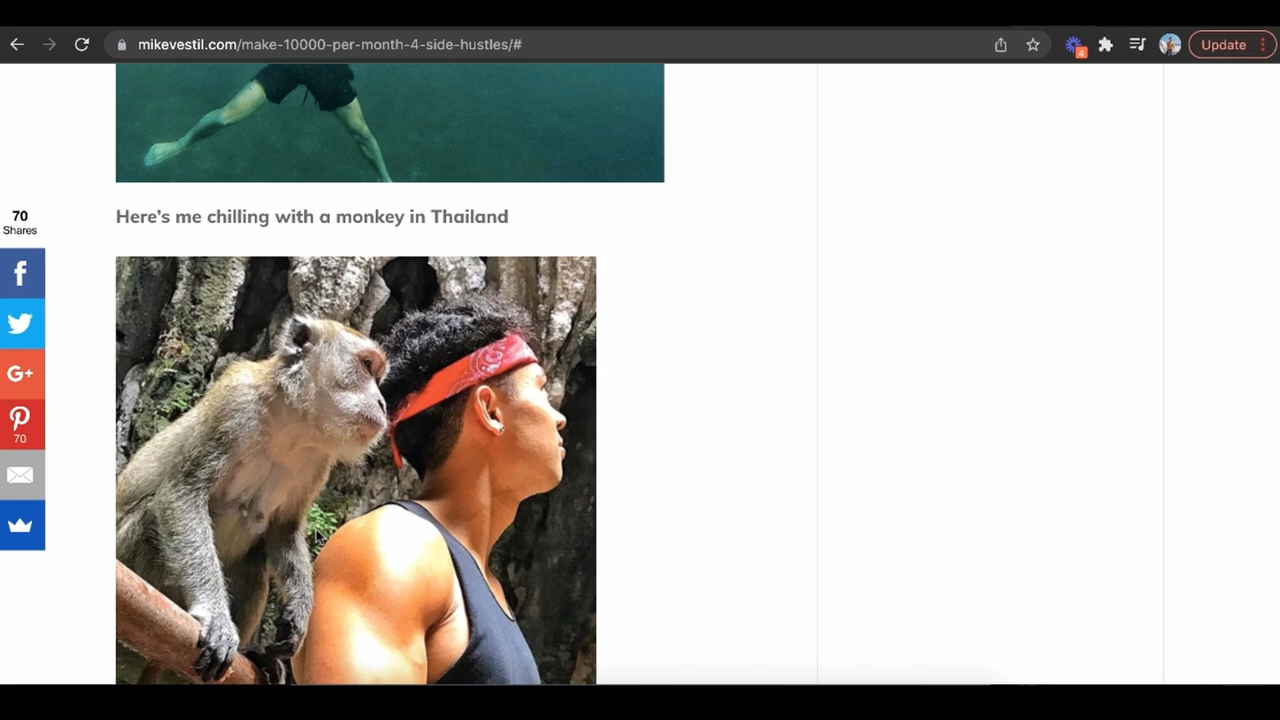 mikevestil.com/make-10000-per-month-4-side-hustles/#
4
Update
70
Shares
Here's me chilling with a monkey in Thailand
f
G+
70